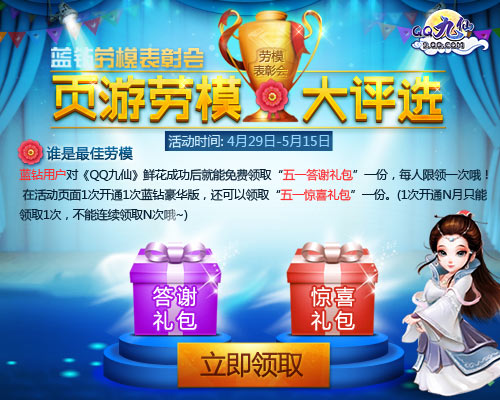 QQ九仙
9.QQ.COM
蓝钻劳模表彰会
劳模
表彰会
页游劳模大评选
活动时间: 4月29日-5月15日
谁是最佳劳模
蓝钻用户对《QQ九仙》鲜花成功后就能免费领取“五一答谢礼包”一份，每人限领一次哦！
在活动页面1次开通1次蓝钻豪华版，还可以领取“五一惊喜礼包”一份。(1次开通N月只能
领取1次，不能连续领取N次哦~)
答谢
礼包
惊喜
礼包
立即领取